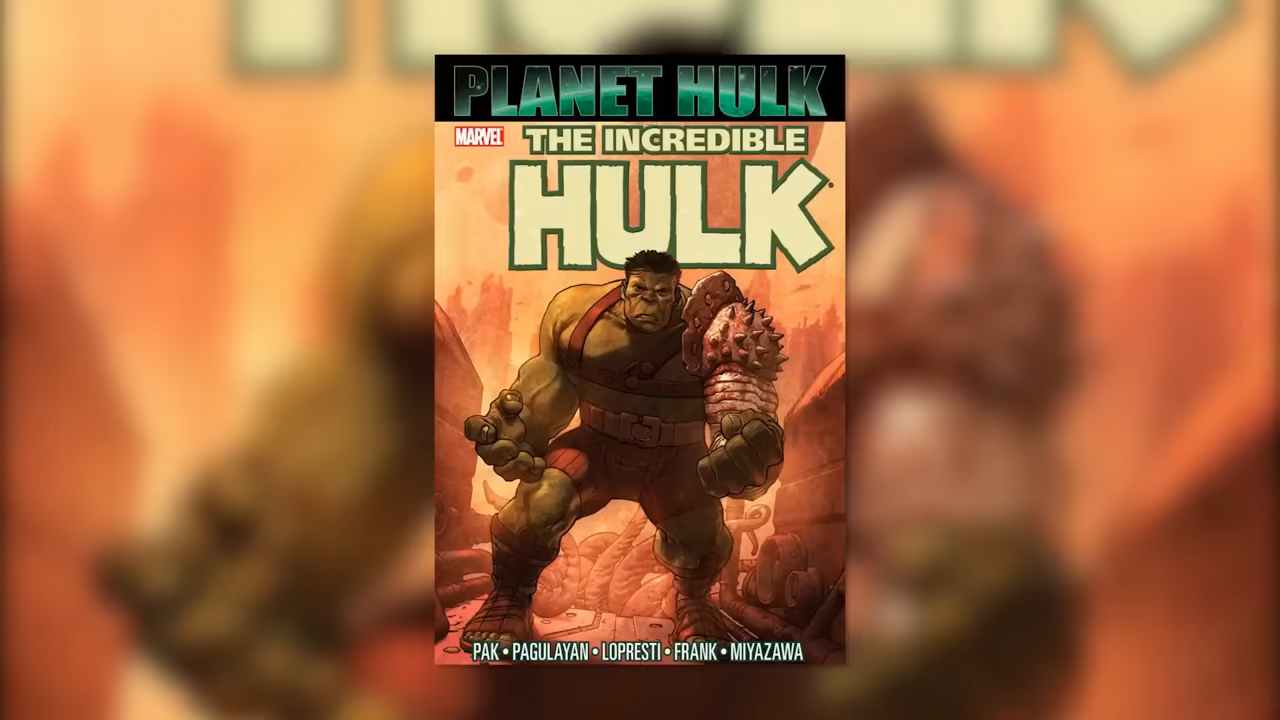 PLANET HULK
MARVEL
THE INCREDIBLE
HULK
PAK • PAGULAYAN • LOPRESTI • FRANK • MIYAZAWA